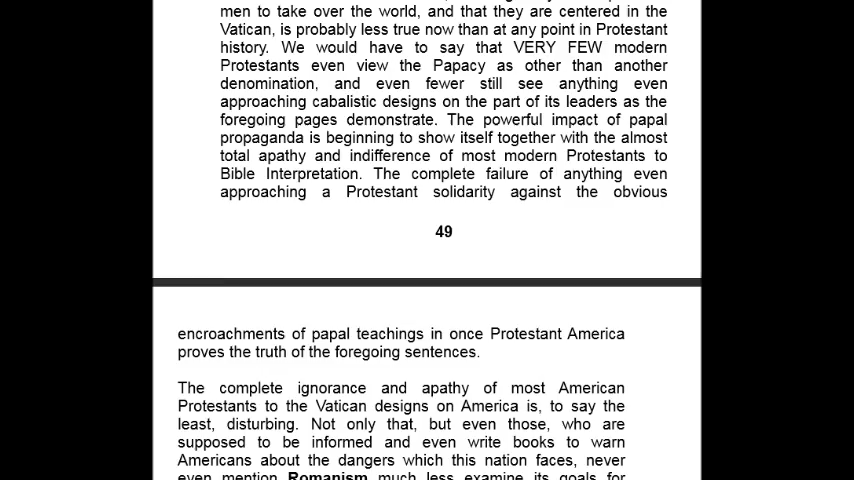 men to take over the world, and that they are centered in the
Vatican, is probably less true now than at any point in Protestant
history. We would have to say that VERY FEW modern
Protestants even view the Papacy as other than another
denomination, and even fewer still see anything even
approaching cabalistic designs on the part of its leaders as the
foregoing pages demonstrate. The powerful impact of papal
propaganda is beginning to show itself together with the almost
total apathy and indifference of most modern Protestants to
Bible Interpretation. The complete failure of anything even
approaching a Protestant solidarity against the obvious
49
encroachments of papal teachings in once Protestant America
proves the truth of the foregoing sentences.
The complete ignorance and apathy of most American
Protestants to the Vatican designs on America is, to say the
least, disturbing. Not only that, but even those, who are
supposed to be informed and even write books to warn
Americans about the dangers which this nation faces, never
even mention Romanism much less examine its goals for